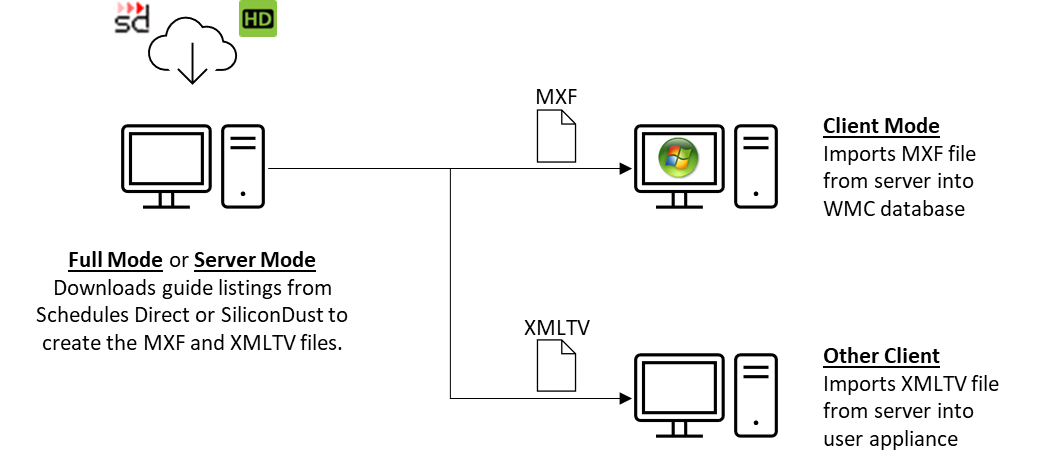 sd
HD
MXF
Client Mode
Imports MXF file
from server into
WMC database
Full Mode or Server Mode
Downloads guide listings from
Schedules Direct or SiliconDust to
create the MXF and XMLTV files.
XMLTV
Other Client
Imports XMLTV file
from server into
user appliance